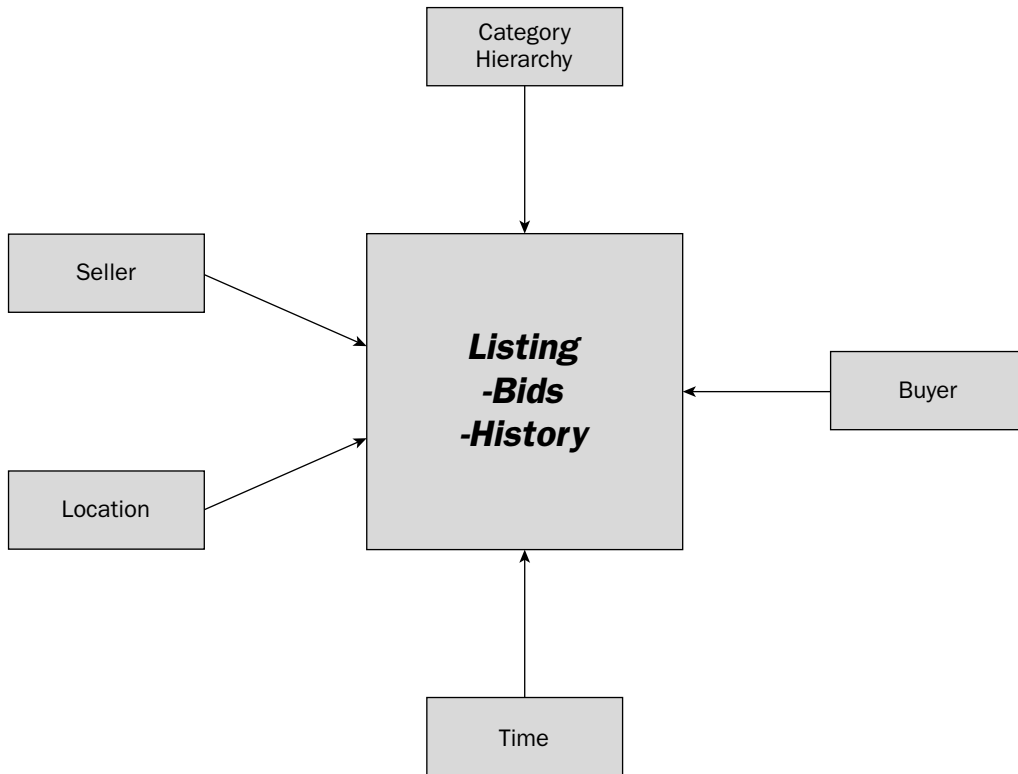 Category
Hierarchy
Seller
Listing
-Bids
-History
Buyer
Location
Time